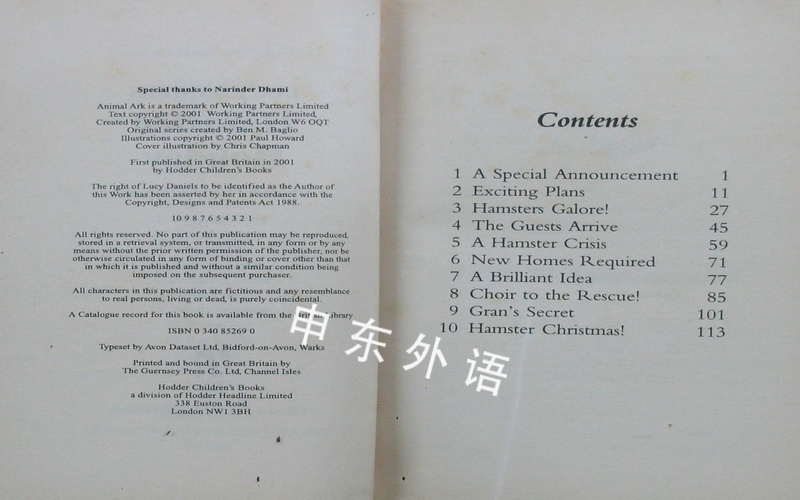 Special thanks to Narinder Dhami
Animal Ark is a trademark of Working Partners Limited
Text copyright © 2001 Working Partners Limited,
Created by Working Partners Limited, London W6 OQT
Original series created by Ben M. Baglio
Illustrations copyright © 2001 Paul Howard
Cover illustration by Chris Chapman
First published in Great Britain in 2001
by Hodder Children's Books
The right of Lucy Daniels to be identified as the Author of
this Work has been asserted by her in accordance with the
Copyright, Designs and Patents Act 1988.
10 9 8 7 6 5 4 3 2 1
All rights reserved. No part of this publication may be reproduced,
stored in a retrieval system, or transmitted, in any form or by any
means without the prior written permission of the publisher, nor be
otherwise circulated in any form of binding or cover other than that
in which it is published and without a similar condition being
imposed on the subsequent purchaser.
All characters in this publication are fictitious and any resemblance
to real persons, living or dead, is purely coincidental.
A Catalogue record for this book is available from the British Library
ISBN 0 340 85269 0
Typeset by Avon Dataset Ltd, Bidford-on-Avon, Warks
Printed and bound in Great Britain by
The Guernsey Press Co. Ltd, Channel Isles
Hodder Children's Books
a division of Hodder Headline Limited
338 Euston Road
London NW1 3BH
Contents
1 A Special Announcement 1
2 Exciting Plans 11
3 Hamsters Galore! 27
4 The Guests Arrive 45
5 A Hamster Crisis 59
6 New Homes Required 71
7 A Brilliant Idea 77
8 Choir to the Rescue! 85
9 Gran's Secret 101
10 Hamster Christmas! 113
申东外语